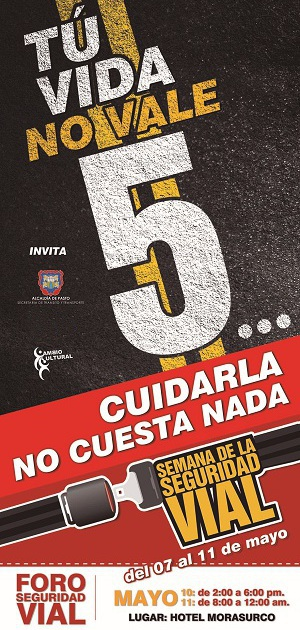 TÚ
VIDA
NO VALE
5...
INVITA
ALCALDÍA DE PASTO
SECRETARÍA DE TRÁNSITO Y TRANSPORTE
CAMBIO
CULTURAL
CUIDARLA
NO CUESTA NADA
SEMANA DE LA
SEGURIDAD
VIAL
del 07 al 11 de mayo
FORO
SEGURIDAD
VIAL
MAYO 10: de 2:00 a 6:00 pm.
11: de 8:00 a 12:00 am.
LUGAR: HOTEL MORASURCO